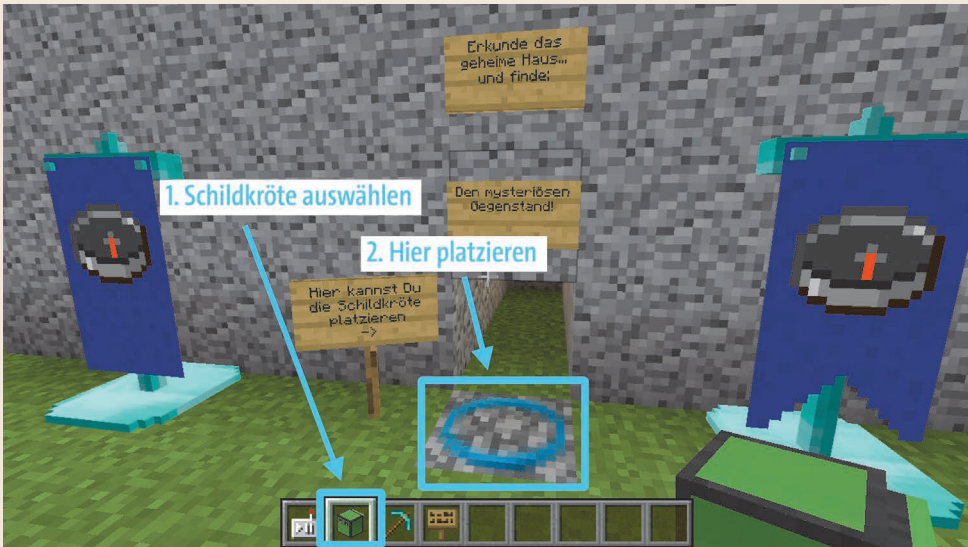 Erkunde das
geheime Haus...
und finde:
Den mysteriösen
Gegenstand!
1. Schildkröte auswählen
2. Hier platzieren
Hier kannst Du
die Schildkröte
platzieren
->